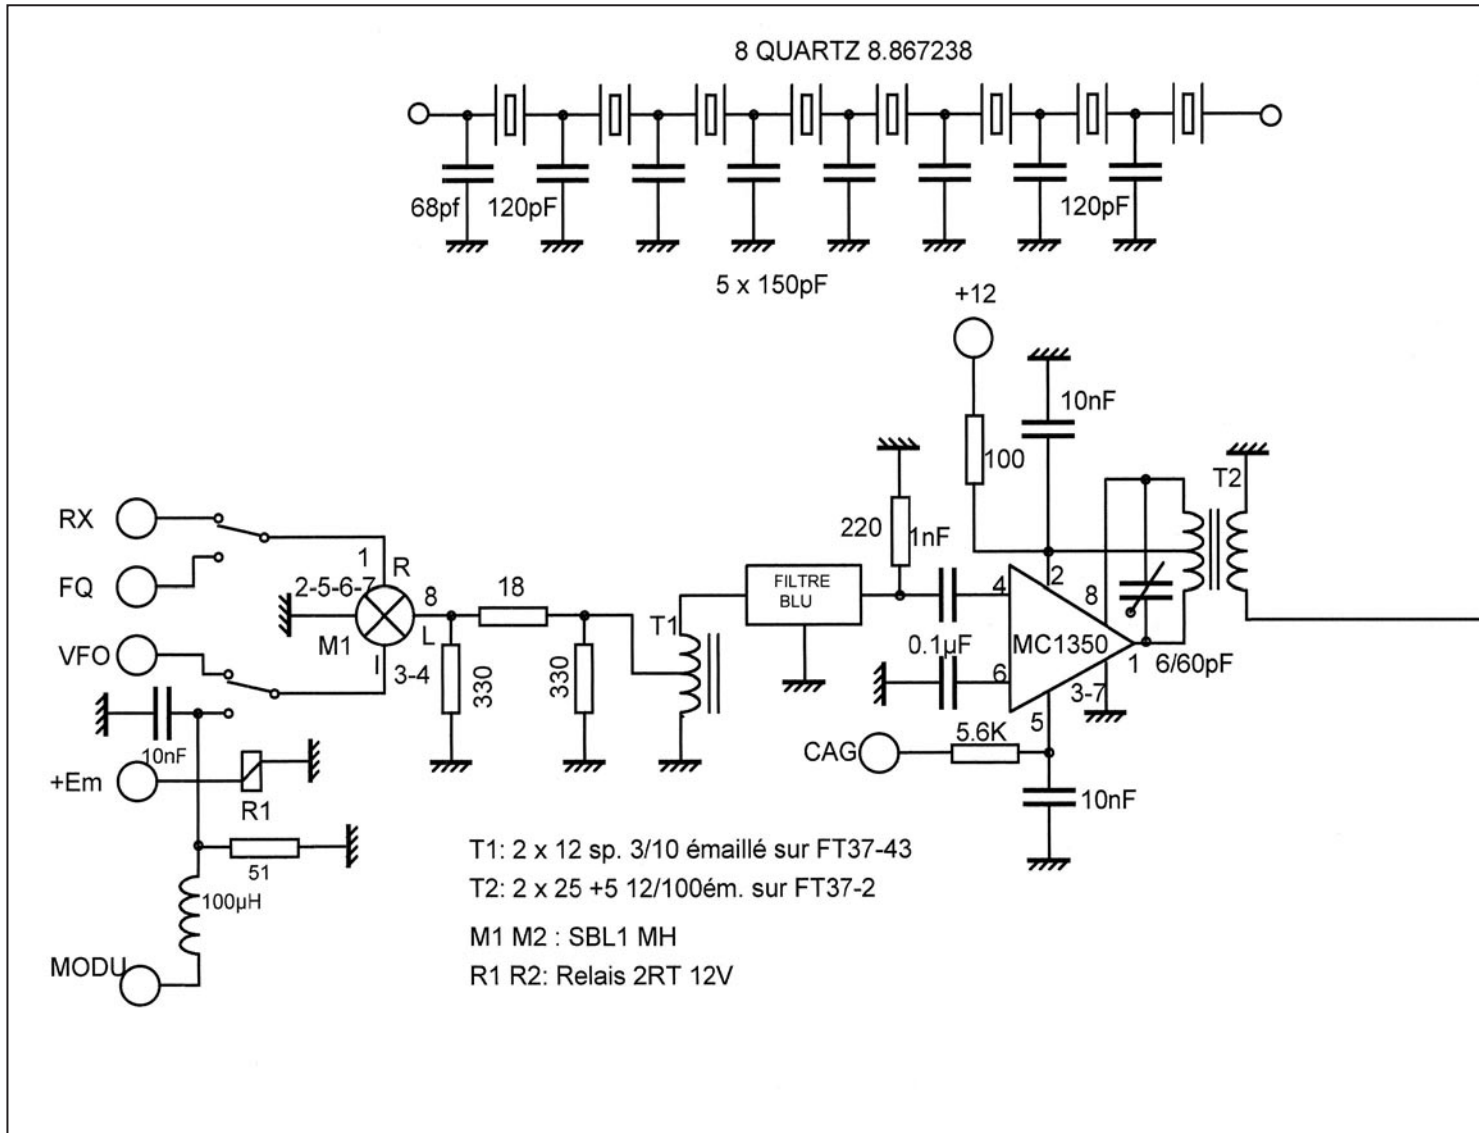 8 QUARTZ 8.867238
68pf
120pF
120pF
5 x 150pF
+12
10nF
100
T2
RX
220
1nF
FQ
1
R
2-5-6-7
8
18
FILTRE
BLU
4
2
8
M1
L
T1
VFO
I
3-4
330
330
0.1µF
MC1350
6
1
6/60pF
3-7
5
10nF
CAG
5.6K
+Em
R1
10nF
51
T1: 2 x 12 sp. 3/10 émaillé sur FT37-43
100µH
T2: 2 x 25 +5 12/100ém. sur FT37-2
M1 M2 : SBL1 MH
MODU
R1 R2: Relais 2RT 12V